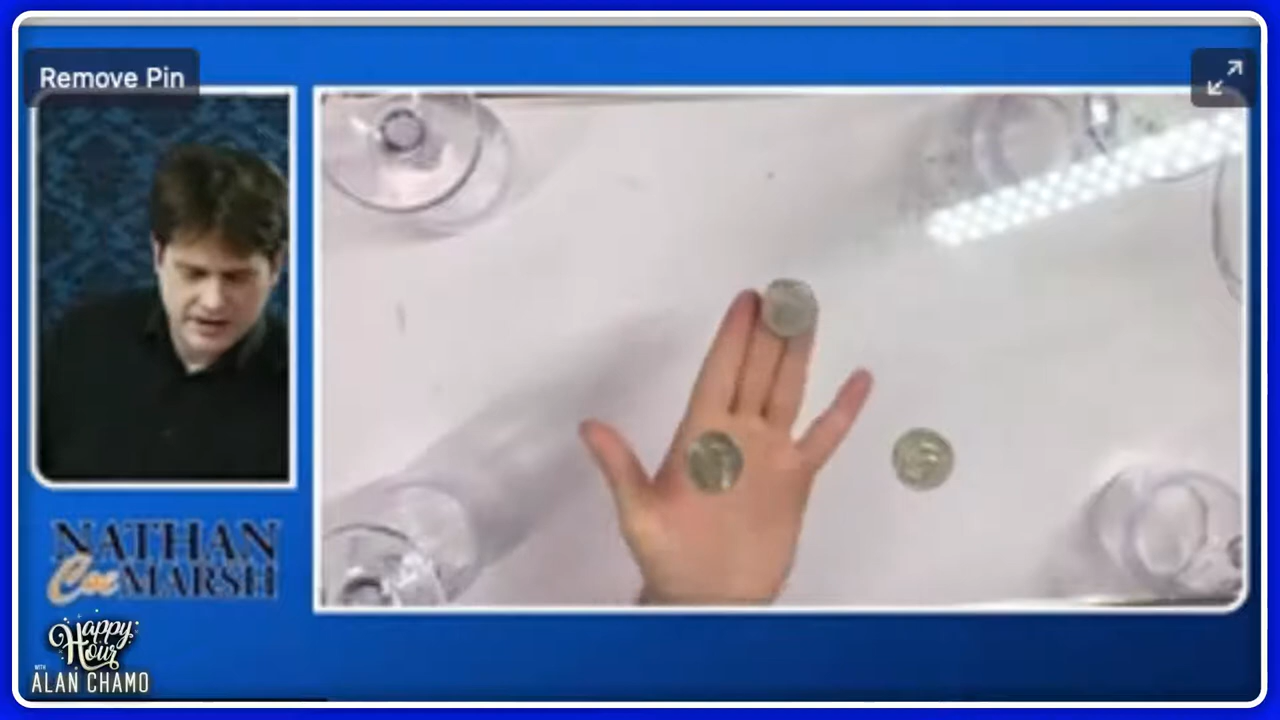 Remove Pin
NATHAN
Coe MARSH
Happy
Hour
WITH
ALAN CHAMO